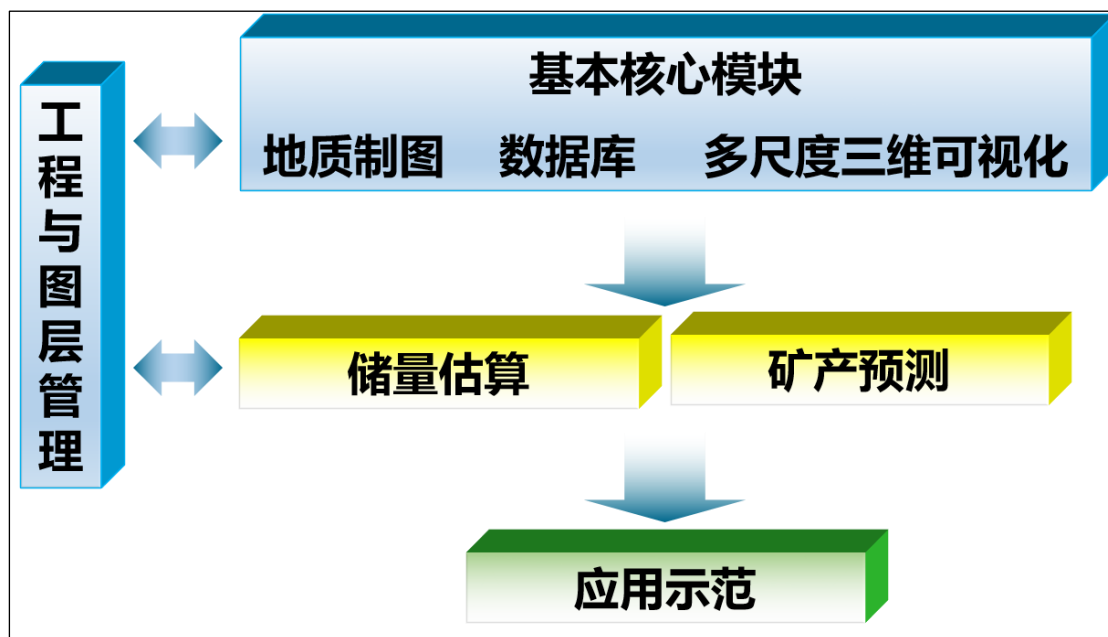 工程与图层管理
基本核心模块
地质制图 数据库 多尺度三维可视化
储量估算
矿产预测
应用示范